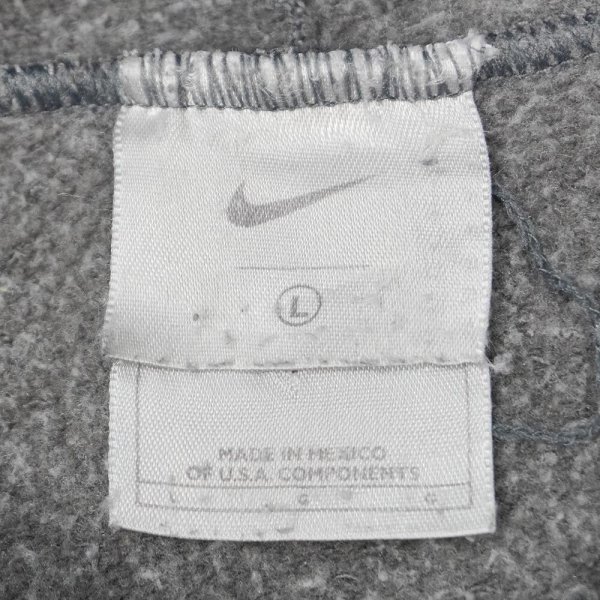 L
MADE IN MEXICO
OF U.S.A. COMPONENTS
L G G